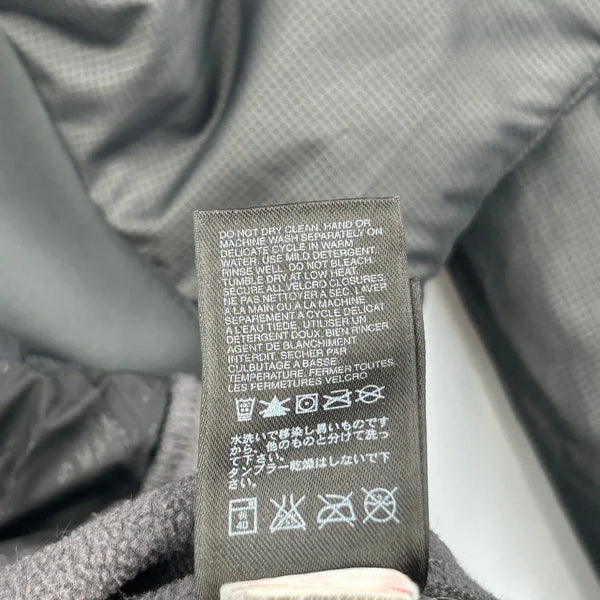 DO NOT DRY CLEAN. HAND OR
MACHINE WASH SEPARATELY ON
DELICATE CYCLE IN WARM
WATER. USE MILD DETERGENT.
RINSE WELL. DO NOT BLEACH.
TUMBLE DRY AT LOW HEAT.
SECURE ALL VELCRO CLOSURES.
NE PAS NETTOYER A SEC. LAVER
A LA MAIN OU A LA MACHINE
SEPAREMENT A CYCLE DELICAT
A L'EAU TIEDE. UTILISER UN
DETERGENT DOUX. BIEN RINCER
AGENT DE BLANCHIMENT
INTERDIT. SECHER PAR
CULBUTAGE A BASSE
TEMPERATURE. FERMER TOUTES
LES FERMETURES VELCRO
水洗いで移染し易いものですから、他のものと分けて洗って下さい。
タンブラー乾燥はしないで下さい。
40